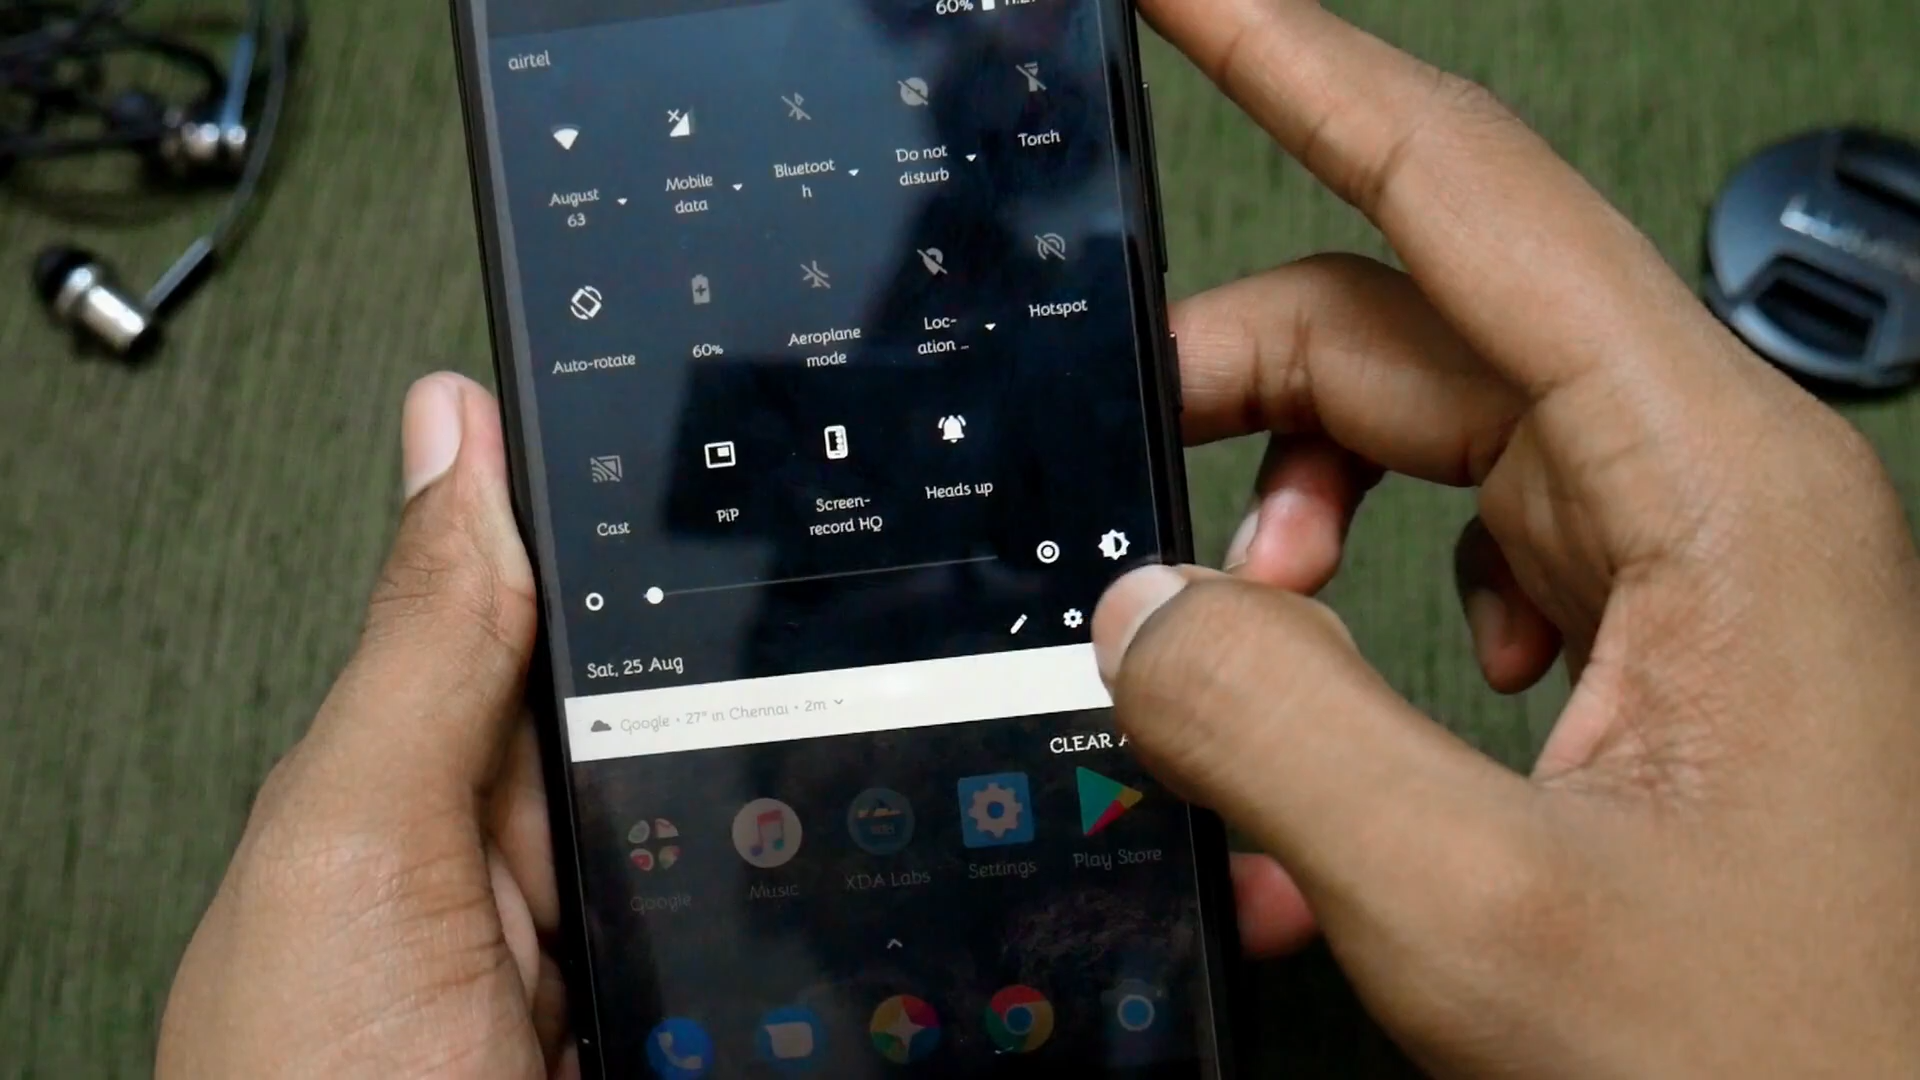 60%
airtel
August
63
Mobile
data
Bluetoot
h
Do not
disturb
Torch
Auto-rotate
60%
Aeroplane
mode
Loc-
ation ...
Hotspot
Cast
PiP
Screen-
record HQ
Heads up
Sat, 25 Aug
Google • 27° in Chennai • 2m
CLEAR
Google
Music
XDA Labs
Settings
Play Store